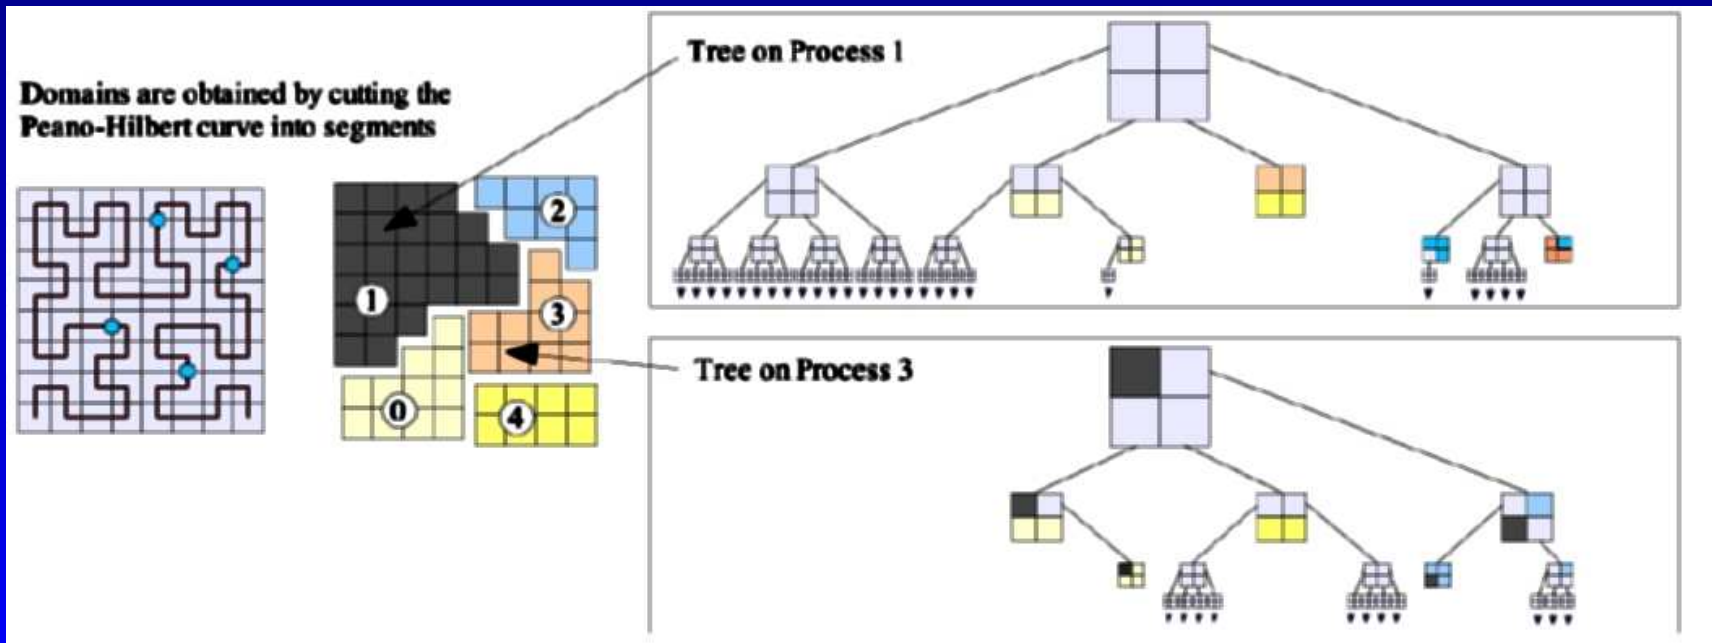 Domains are obtained by cutting the
Peano-Hilbert curve into segments
Tree on Process 1
2
1
3
0
4
Tree on Process 3